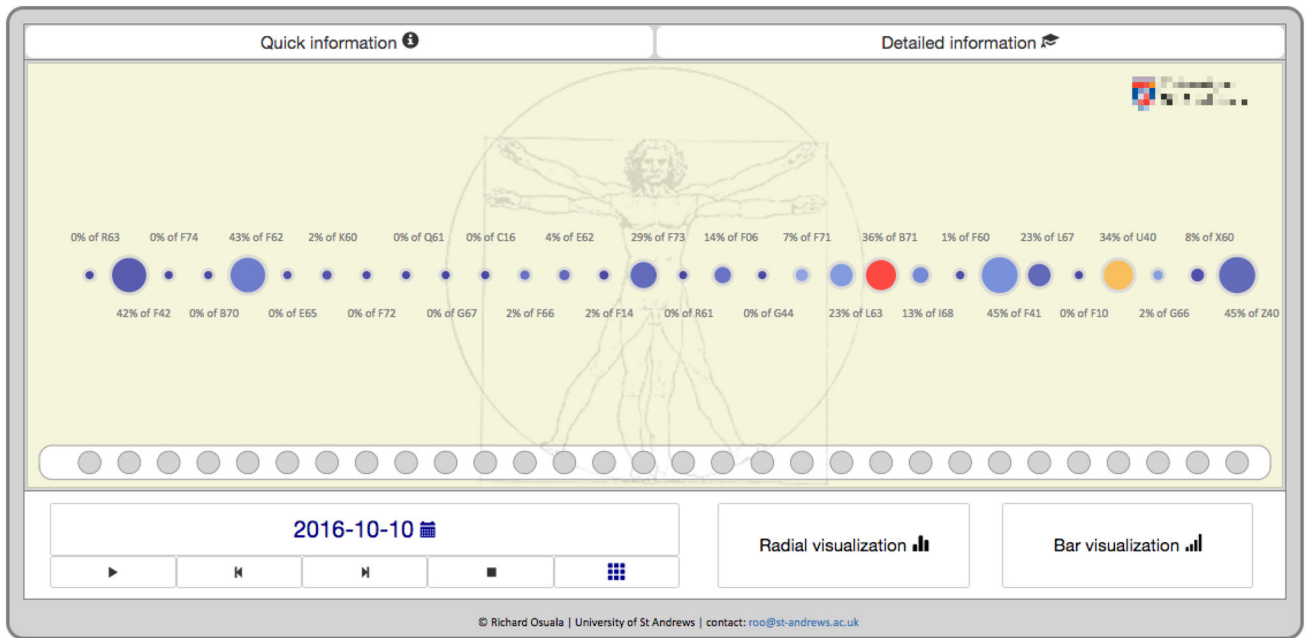 Quick information
Detailed information
0% of R63 0% of F74 43% of F62 2% of K60 0% of Q61 0% of C16 4% of E62 29% of F73 14% of F06 7% of F71 36% of B71 1% of F60 23% of L67 34% of U40 8% of X60
42% of F42 0% of B70 0% of E65 0% of F72 0% of G67 2% of F66 2% of F14 0% of R61 0% of G44 23% of L63 13% of I68 45% of F41 0% of F10 2% of G66 45% of Z40
2016-10-10
Radial visualization
Bar visualization
© Richard Osuala | University of St Andrews | contact: roo@st-andrews.ac.uk